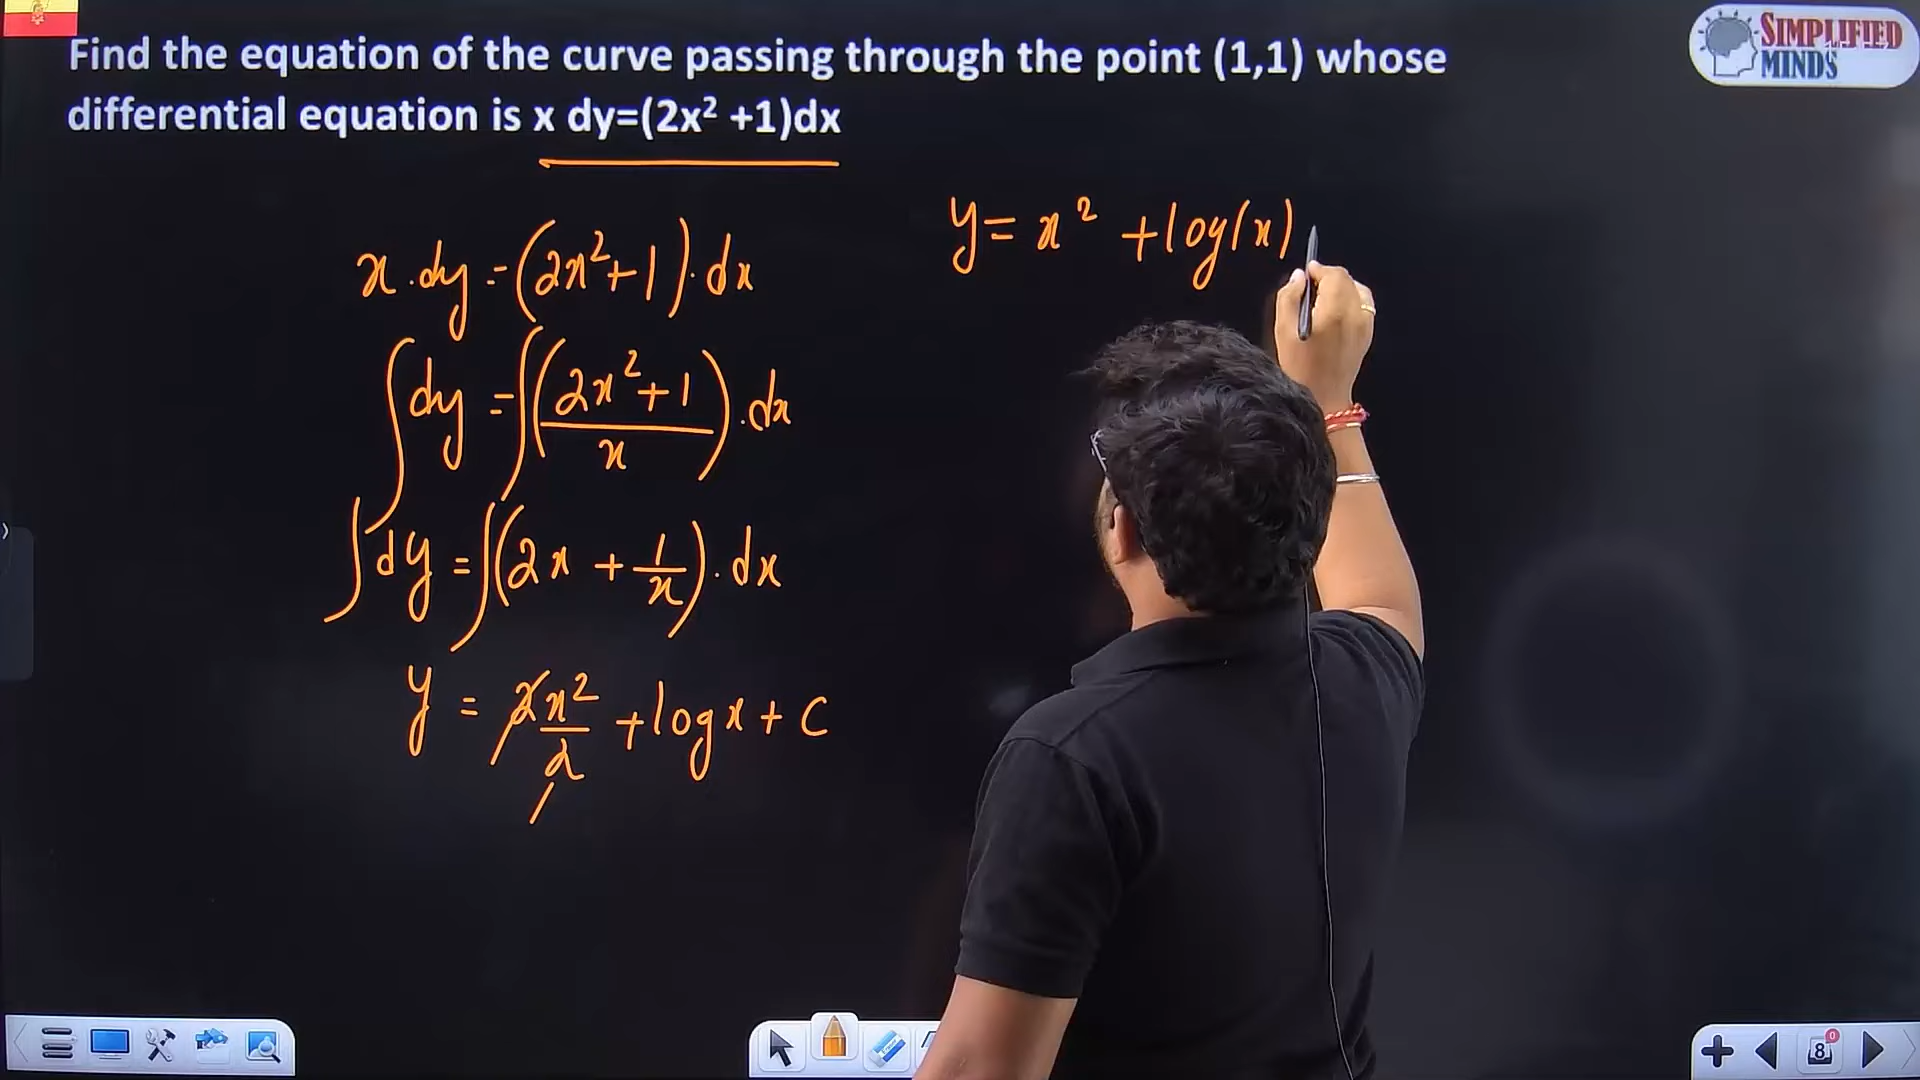 Find the equation of the curve passing through the point (1,1) whose
differential equation is x dy=(2x² +1)dx
SIMPLIFIED
MINDS
x.dy=(2x²+1).dx
∫dy=∫((2x²+1)/x).dx
∫dy=∫(2x + 1/x).dx
y = 2x²/2 + log x + c
y= x² +log(x)
8
0